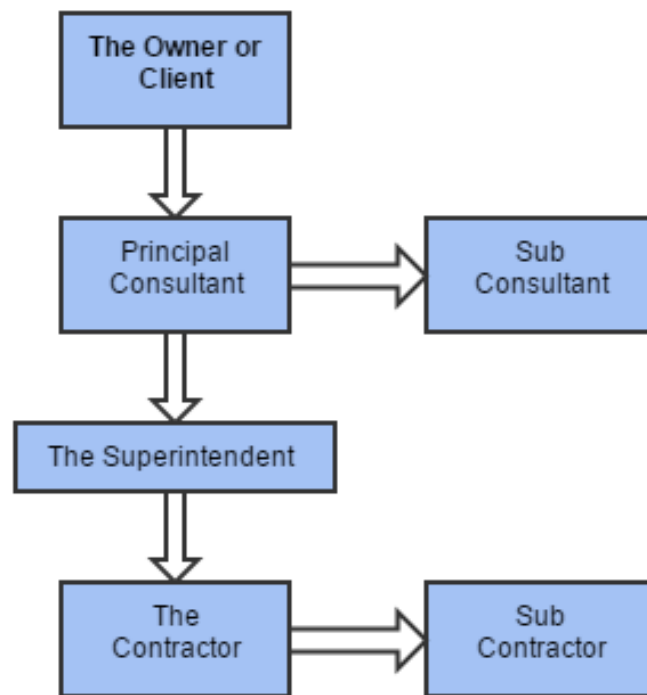 The Owner or
Client
Principal
Consultant
Sub
Consultant
The Superintendent
The
Contractor
Sub
Contractor